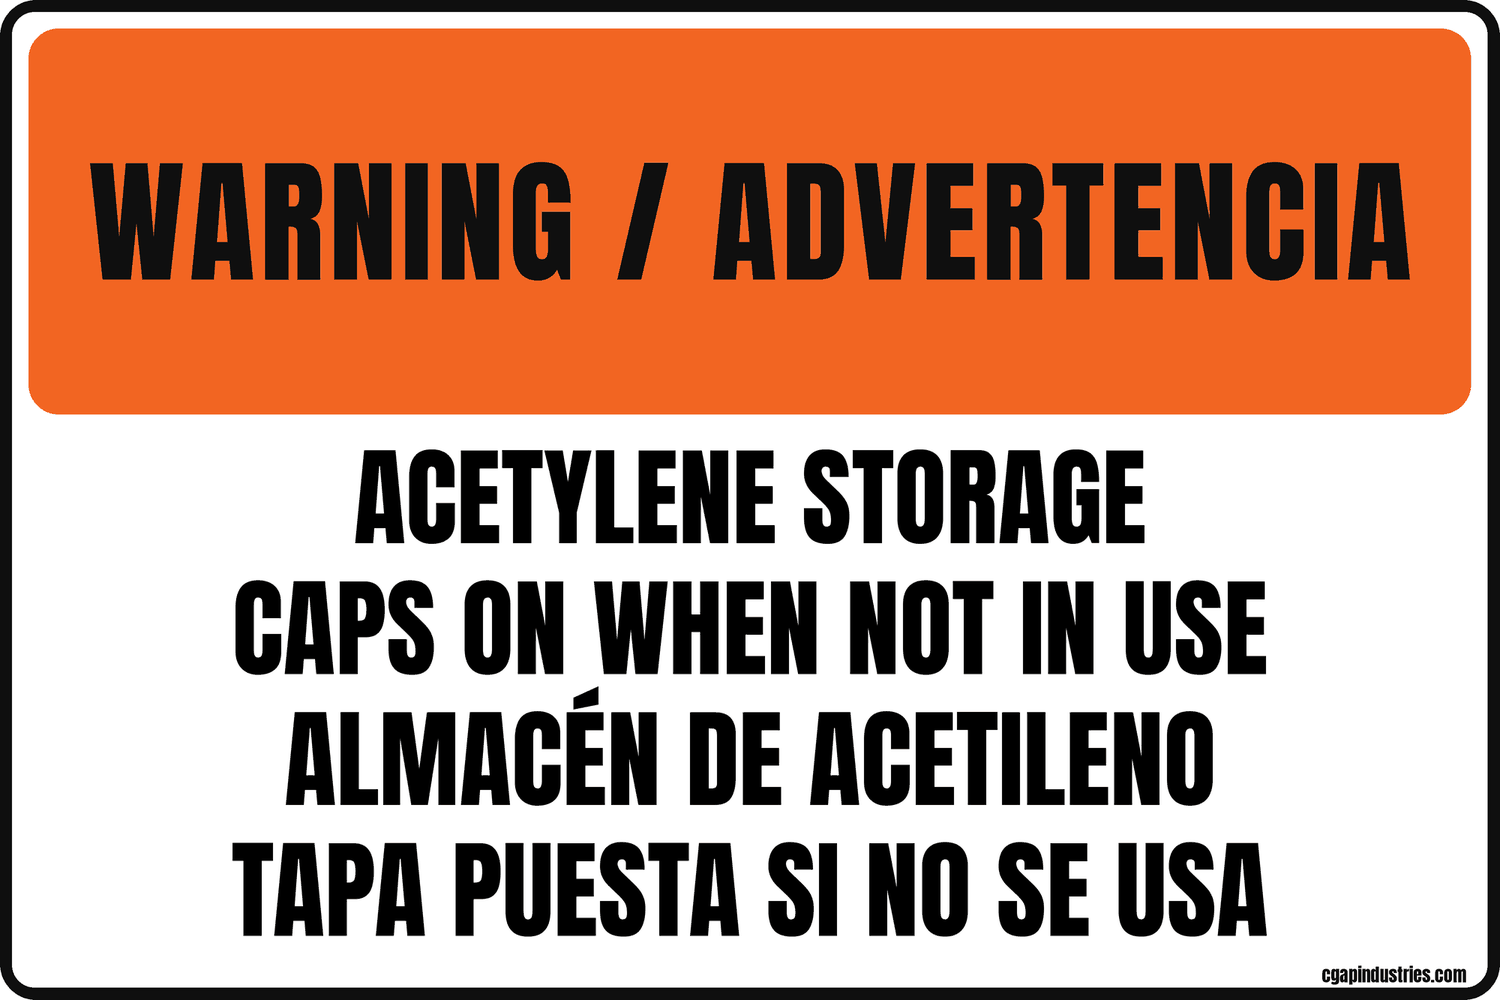 WARNING / ADVERTENCIA
ACETYLENE STORAGE
CAPS ON WHEN NOT IN USE
ALMACÉN DE ACETILENO
TAPA PUESTA SI NO SE USA
cgapindustries.com